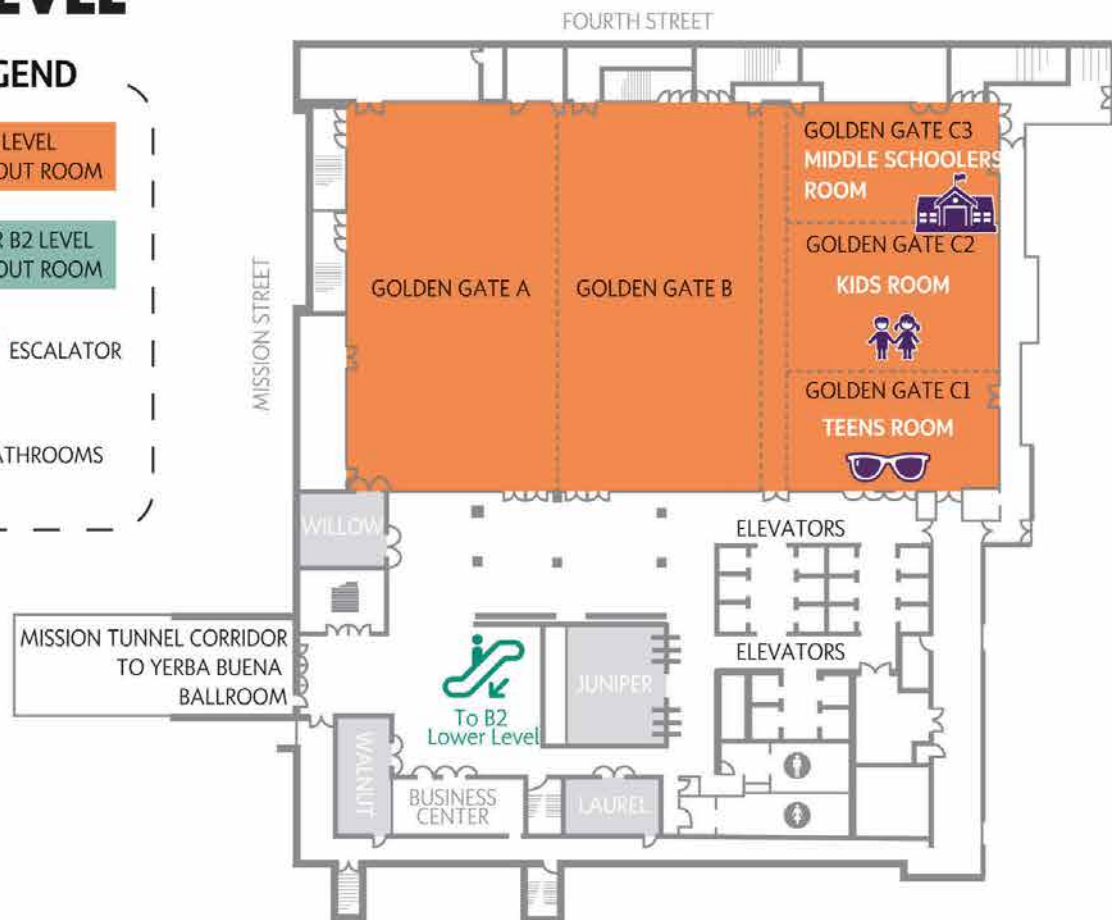 LEVEL
GEND
LEVEL
OUT ROOM
R B2 LEVEL
OUT ROOM
ESCALATOR
ATHROOMS
FOURTH STREET
MISSION STREET
GOLDEN GATE A
GOLDEN GATE B
GOLDEN GATE C3
MIDDLE SCHOOLERS
ROOM
GOLDEN GATE C2
KIDS ROOM
GOLDEN GATE C1
TEENS ROOM
WILLOW
ELEVATORS
MISSION TUNNEL CORRIDOR
TO YERBA BUENA
BALLROOM
ELEVATORS
JUNIPER
To B2
Lower Level
WALNUT
BUSINESS
CENTER
LAUREL